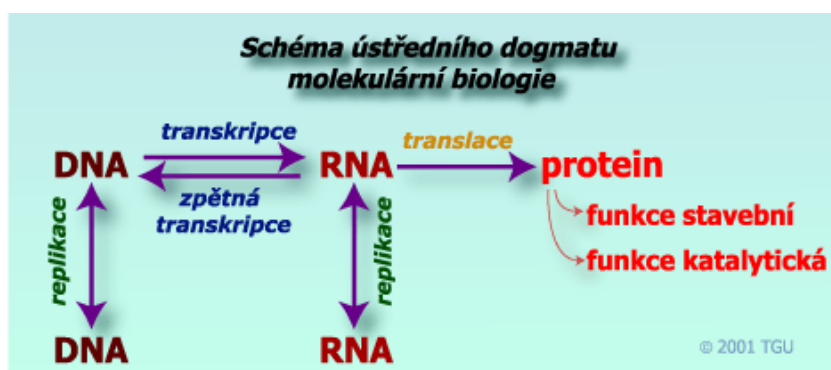 Schéma ústředního dogmatu
molekulární biologie
transkripce
translace
DNA
RNA
protein
zpětná
transkripce
replikace
replikace
funkce stavební
funkce katalytická
DNA
RNA
© 2001 TGU